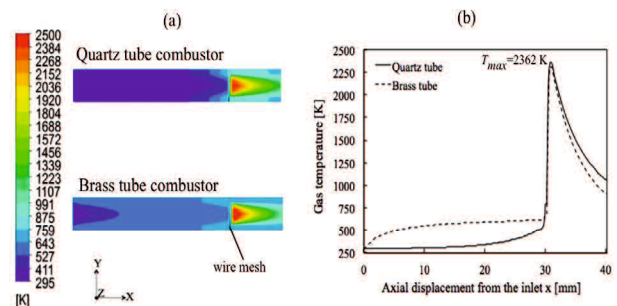 (a)
2500
2384
2268
2152
2036
1920
1804
1688
1572
1456
1339
1223
1107
991
875
759
643
527
411
295
[K]
Quartz tube combustor
Brass tube combustor
wire mesh
Y
Z
X
(b)
Gas temperature [K]
2500
2250
2000
1750
1500
1250
1000
750
500
250
Quartz tube
Brass tube
Tmax=2362 K
0 10 20 30 40
Axial displacement from the inlet x [mm]